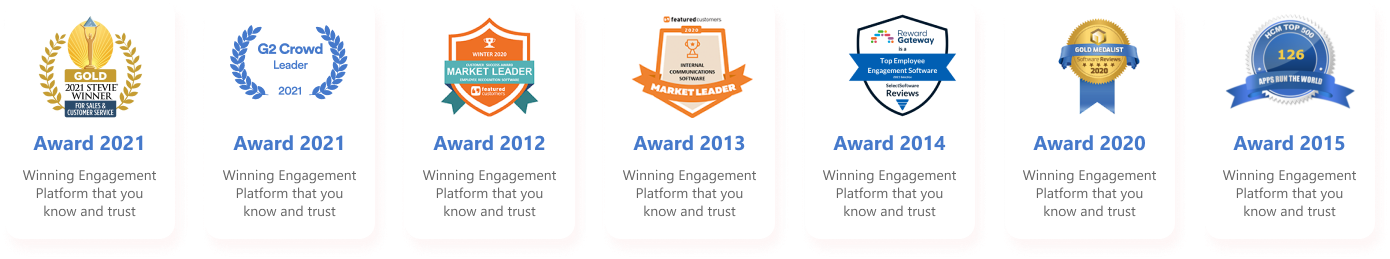 GOLD
2021 STEVIE®
WINNER
FOR SALES &
CUSTOMER SERVICE
Award 2021
Winning Engagement
Platform that you
know and trust
G2 Crowd
Leader
2021
Award 2021
Winning Engagement
Platform that you
know and trust
WINTER 2020
CUSTOMER SUCCESS AWARD
MARKET LEADER
EMPLOYEE RECOGNITION SOFTWARE
featured
customers
Award 2012
Winning Engagement
Platform that you
know and trust
featuredcustomers
2020
INTERNAL
COMMUNICATIONS
SOFTWARE
MARKET LEADER
Award 2013
Winning Engagement
Platform that you
know and trust
Reward
Gateway
is a
Top Employee
Engagement Software
SelectSoftware
Reviews
Award 2014
Winning Engagement
Platform that you
know and trust
GOLD MEDALIST
Software Reviews
2020
Award 2020
Winning Engagement
Platform that you
know and trust
HCM TOP 500
126
APPS RUN THE WORLD
Award 2015
Winning Engagement
Platform that you
know and trust